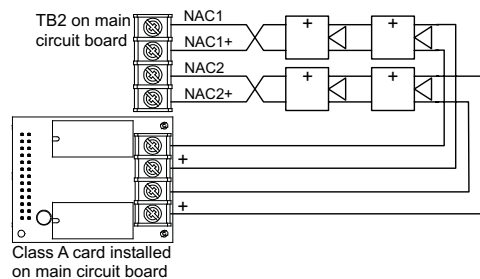 TB2 on main
circuit board
NAC1
NAC1+
NAC2
NAC2+
+ +
+ +
+
+
Class A card installed
on main circuit board